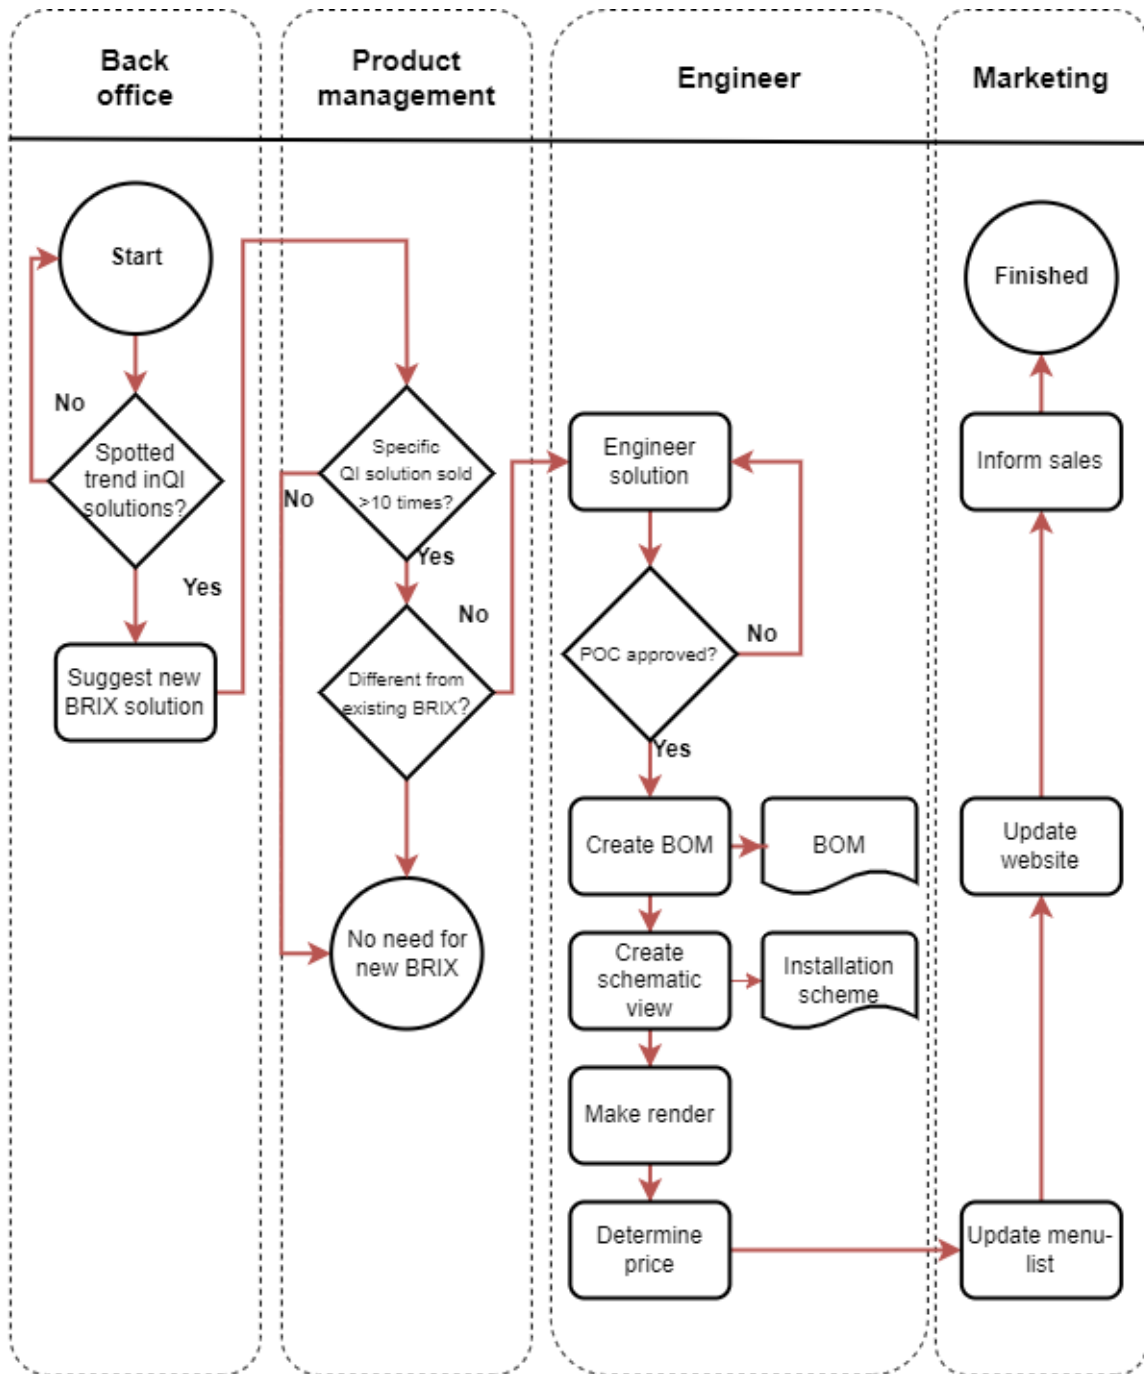 Back
office
Product
management
Engineer
Marketing
Start
No
Spotted
trend inQI
solutions?
Yes
Suggest new
BRIX solution
Specific
QI solution sold
>10 times?
No
Yes
No
Different from
existing BRIX?
No need for
new BRIX
Engineer
solution
POC approved?
No
Yes
Create BOM
BOM
Create
schematic
view
Installation
scheme
Make render
Determine
price
Finished
Inform sales
Update
website
Update menu-
list